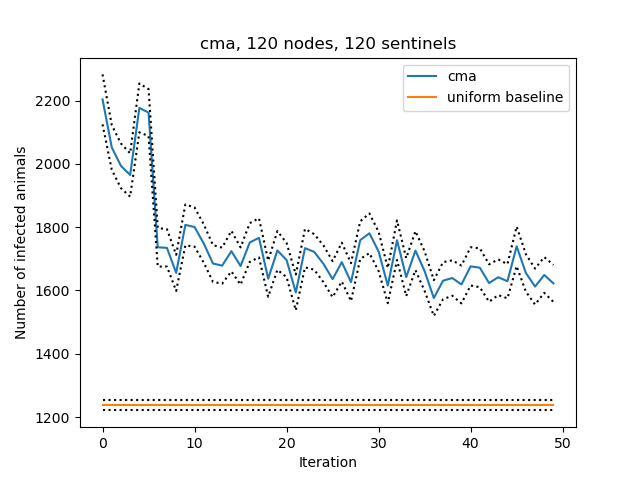 cma, 120 nodes, 120 sentinels
cma
uniform baseline
Number of infected animals
2200
2000
1800
1600
1400
1200
0 10 20 30 40 50
Iteration